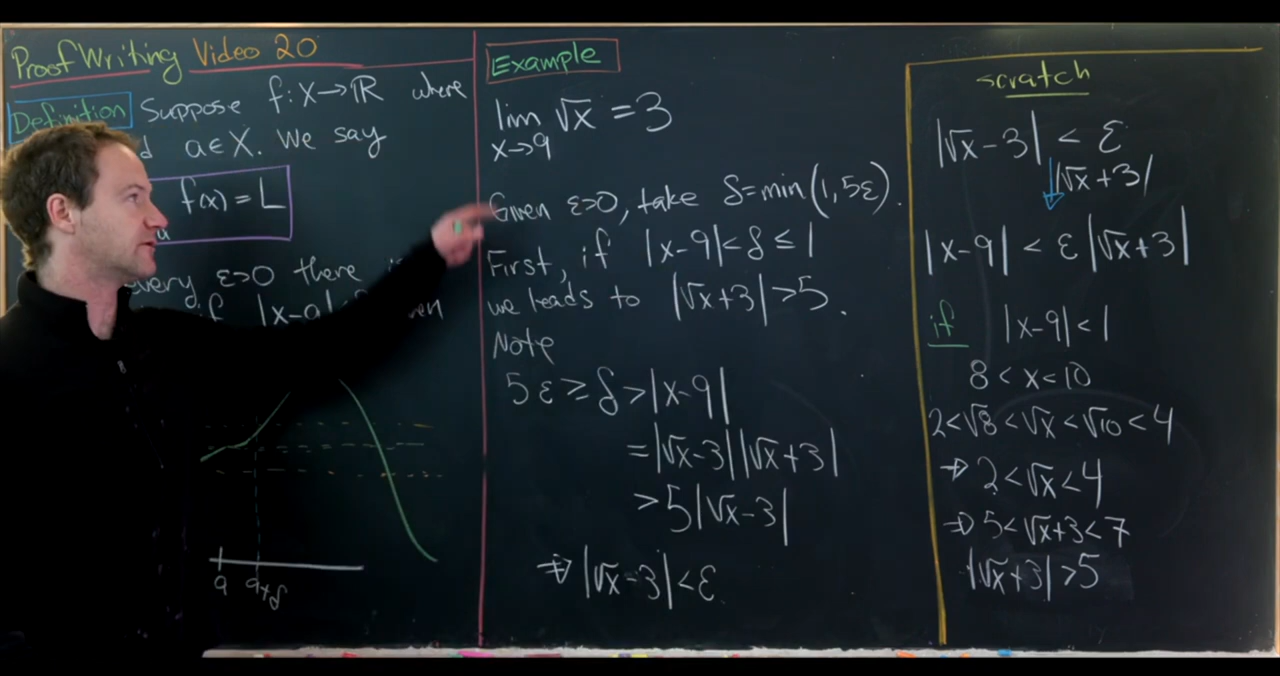 Proof Writing Video 20
Definition Suppose f: X→ℝ where
a∈X. We say
f(x) = L
every ε>0 there
if |x-a|
a
a+δ
Example
lim √x = 3
x→9
Given ε>0, take δ=min(1, 5ε).
First, if |x-9| < δ ≤ 1
we leads to |√x+3| > 5.
Note
5ε ≥ δ > |x-9|
= |√x-3||√x+3|
> 5|√x-3|
⇒ |√x-3| < ε
scratch
|√x-3| < ε
↓ |√x+3|
|x-9| < ε|√x+3|
if |x-9| < 1
8 < x < 10
2 < √8 < √x < √10 < 4
⇒ 2 < √x < 4
⇒ 5 < √x+3 < 7
|√x+3| > 5